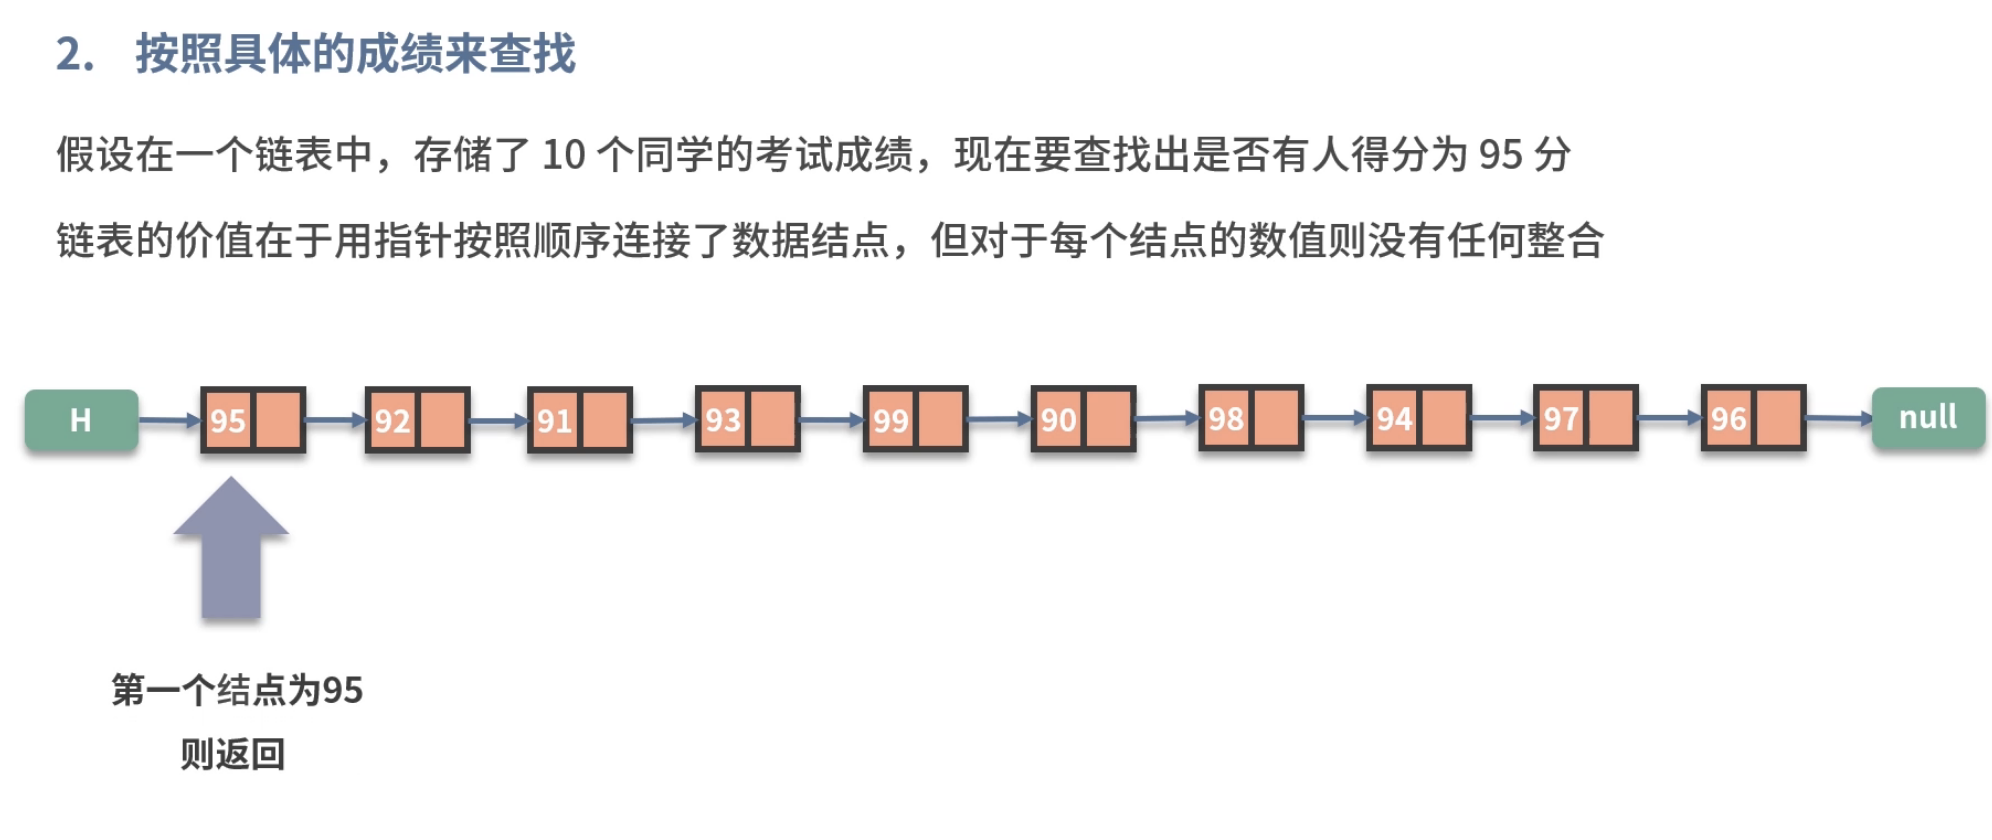 2. 按照具体的成绩来查找
假设在一个链表中，存储了 10 个同学的考试成绩，现在要查找出是否有人得分为 95 分
链表的价值在于用指针按照顺序连接了数据结点，但对于每个结点的数值则没有任何整合
H 95 92 91 93 99 90 98 94 97 96 null
第一个结点为95
则返回